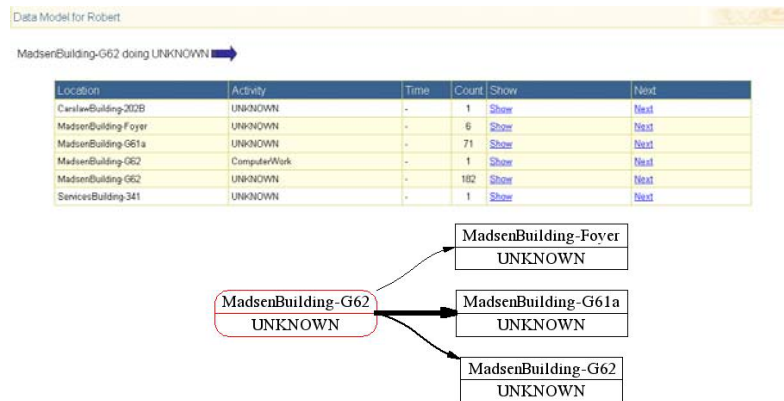 Data Model for Robert
MadsenBuilding-G62 doing UNKNOWN
Location Activity Time Count Show Next
CarslawBuilding-202B UNKNOWN - 1 Show Next
MadsenBuilding-Foyer UNKNOWN - 6 Show Next
MadsenBuilding-G61a UNKNOWN - 71 Show Next
MadsenBuilding-G62 ComputerWork - 1 Show Next
MadsenBuilding-G62 UNKNOWN - 182 Show Next
ServicesBuilding-341 UNKNOWN - 1 Show Next
MadsenBuilding-Foyer
UNKNOWN
MadsenBuilding-G62
UNKNOWN
MadsenBuilding-G61a
UNKNOWN
MadsenBuilding-G62
UNKNOWN